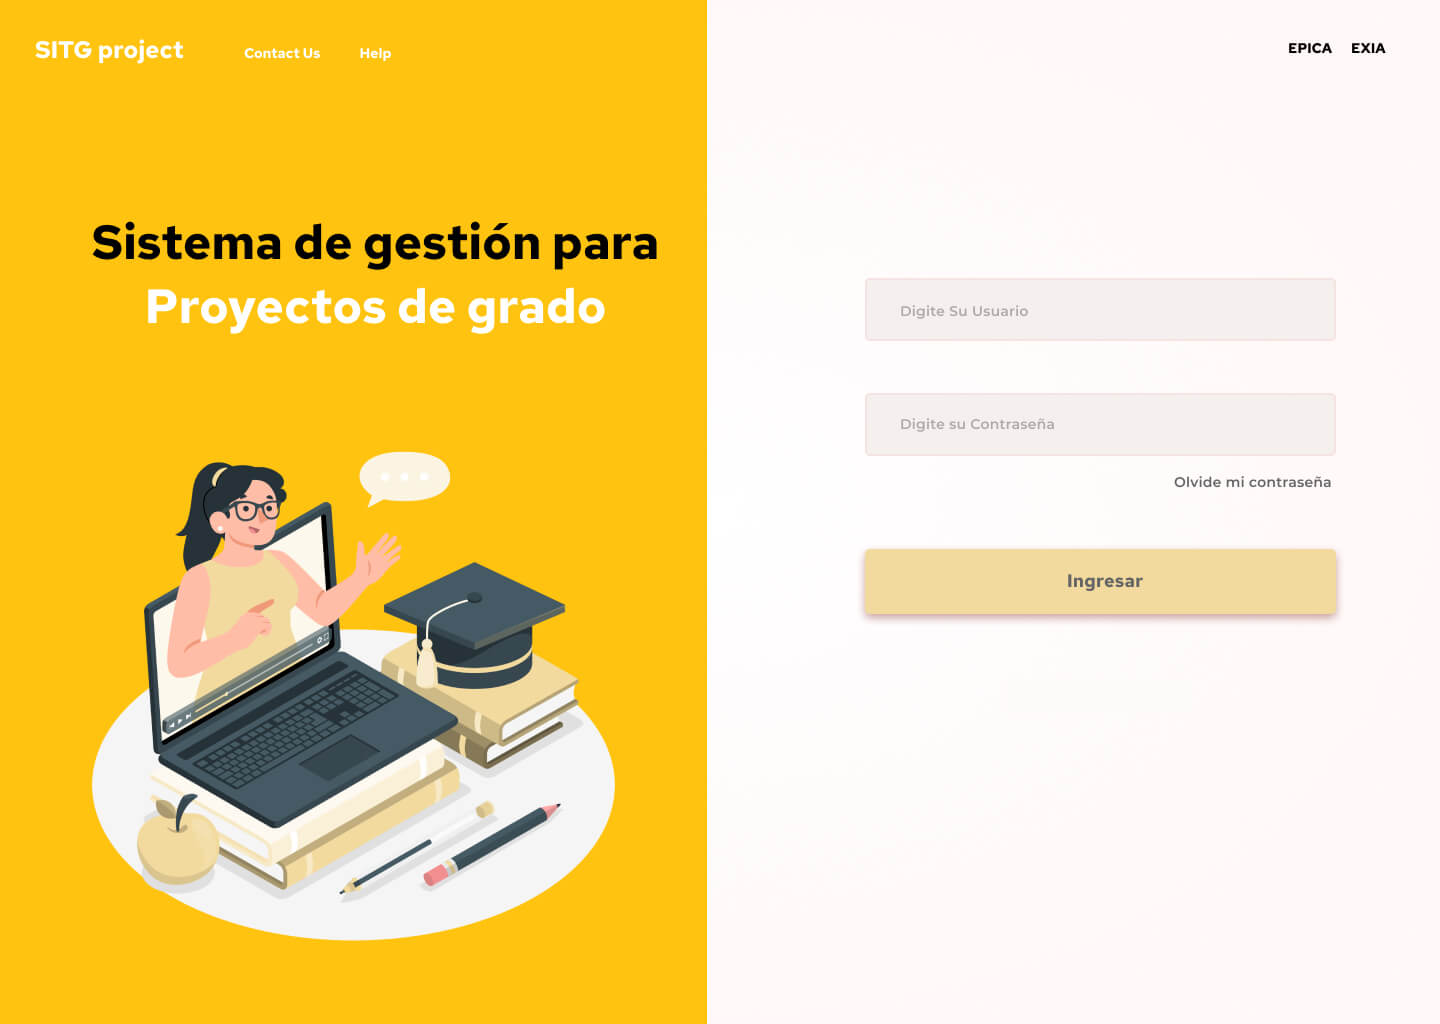 SITG project
Contact Us
Help
EPICA
EXIA
Sistema de gestión para
Proyectos de grado
Digite Su Usuario
Digite su Contraseña
Olvide mi contraseña
Ingresar